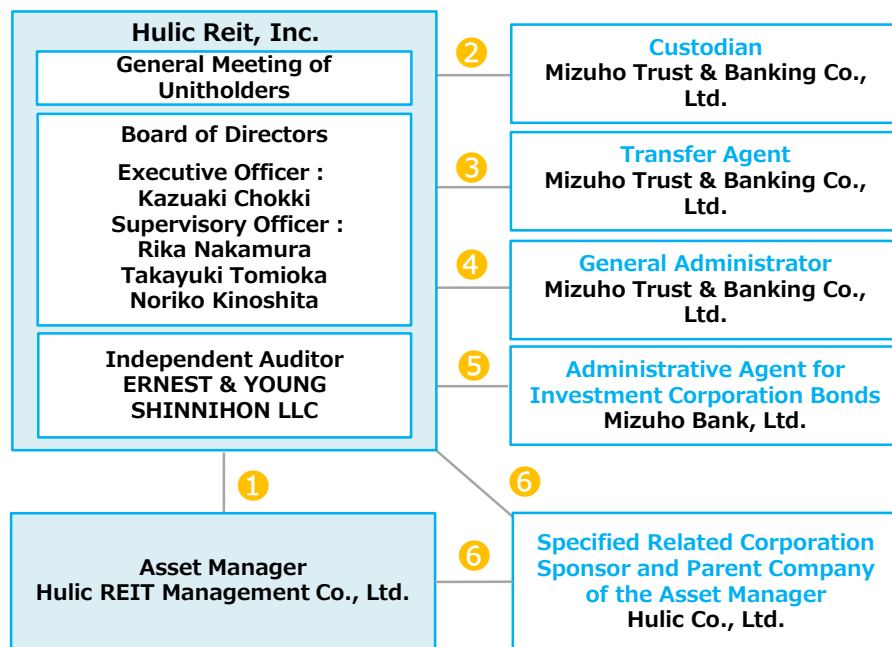 Hulic Reit, Inc.
General Meeting of
Unitholders
Board of Directors
Executive Officer :
Kazuaki Chokki
Supervisory Officer :
Rika Nakamura
Takayuki Tomioka
Noriko Kinoshita
Independent Auditor
ERNEST & YOUNG
SHINNIHON LLC
2
Custodian
Mizuho Trust & Banking Co.,
Ltd.
3
Transfer Agent
Mizuho Trust & Banking Co.,
Ltd.
4
General Administrator
Mizuho Trust & Banking Co.,
Ltd.
5
Administrative Agent for
Investment Corporation Bonds
Mizuho Bank, Ltd.
1
6
Asset Manager
Hulic REIT Management Co., Ltd.
6
Specified Related Corporation
Sponsor and Parent Company
of the Asset Manager
Hulic Co., Ltd.